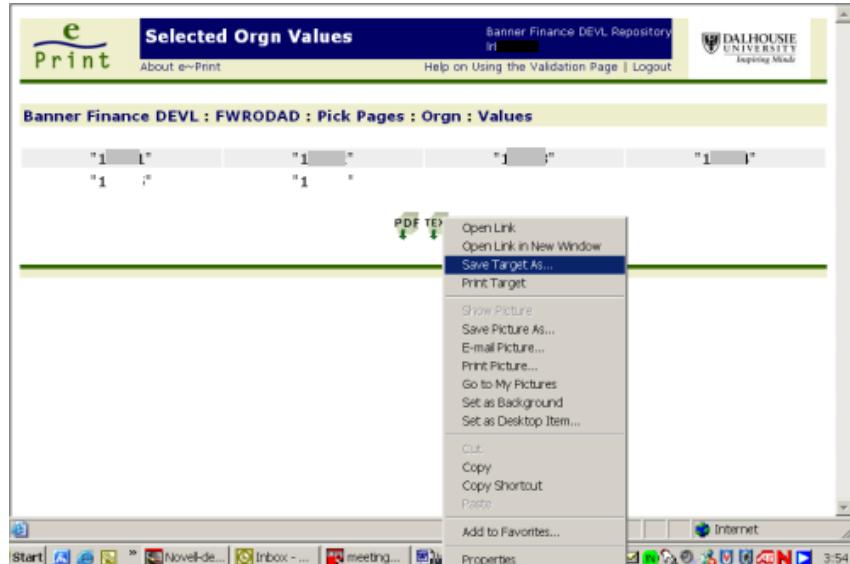 e
Print
Selected Orgn Values
Banner Finance DEVL Repository
About e~Print
Help on Using the Validation Page | Logout
DALHOUSIE
UNIVERSITY
Inspiring Minds
Banner Finance DEVL : FWRODAD : Pick Pages : Orgn : Values
PDF
Open Link
Open Link in New Window
Save Target As...
Print Target
Show Picture
Save Picture As...
E-mail Picture...
Print Picture...
Go to My Pictures
Set as Background
Set as Desktop Item...
Cut
Copy
Copy Shortcut
Paste
Add to Favorites...
Properties
Internet
Start
Novell-de...
Inbox - ...
meeting...
3:54